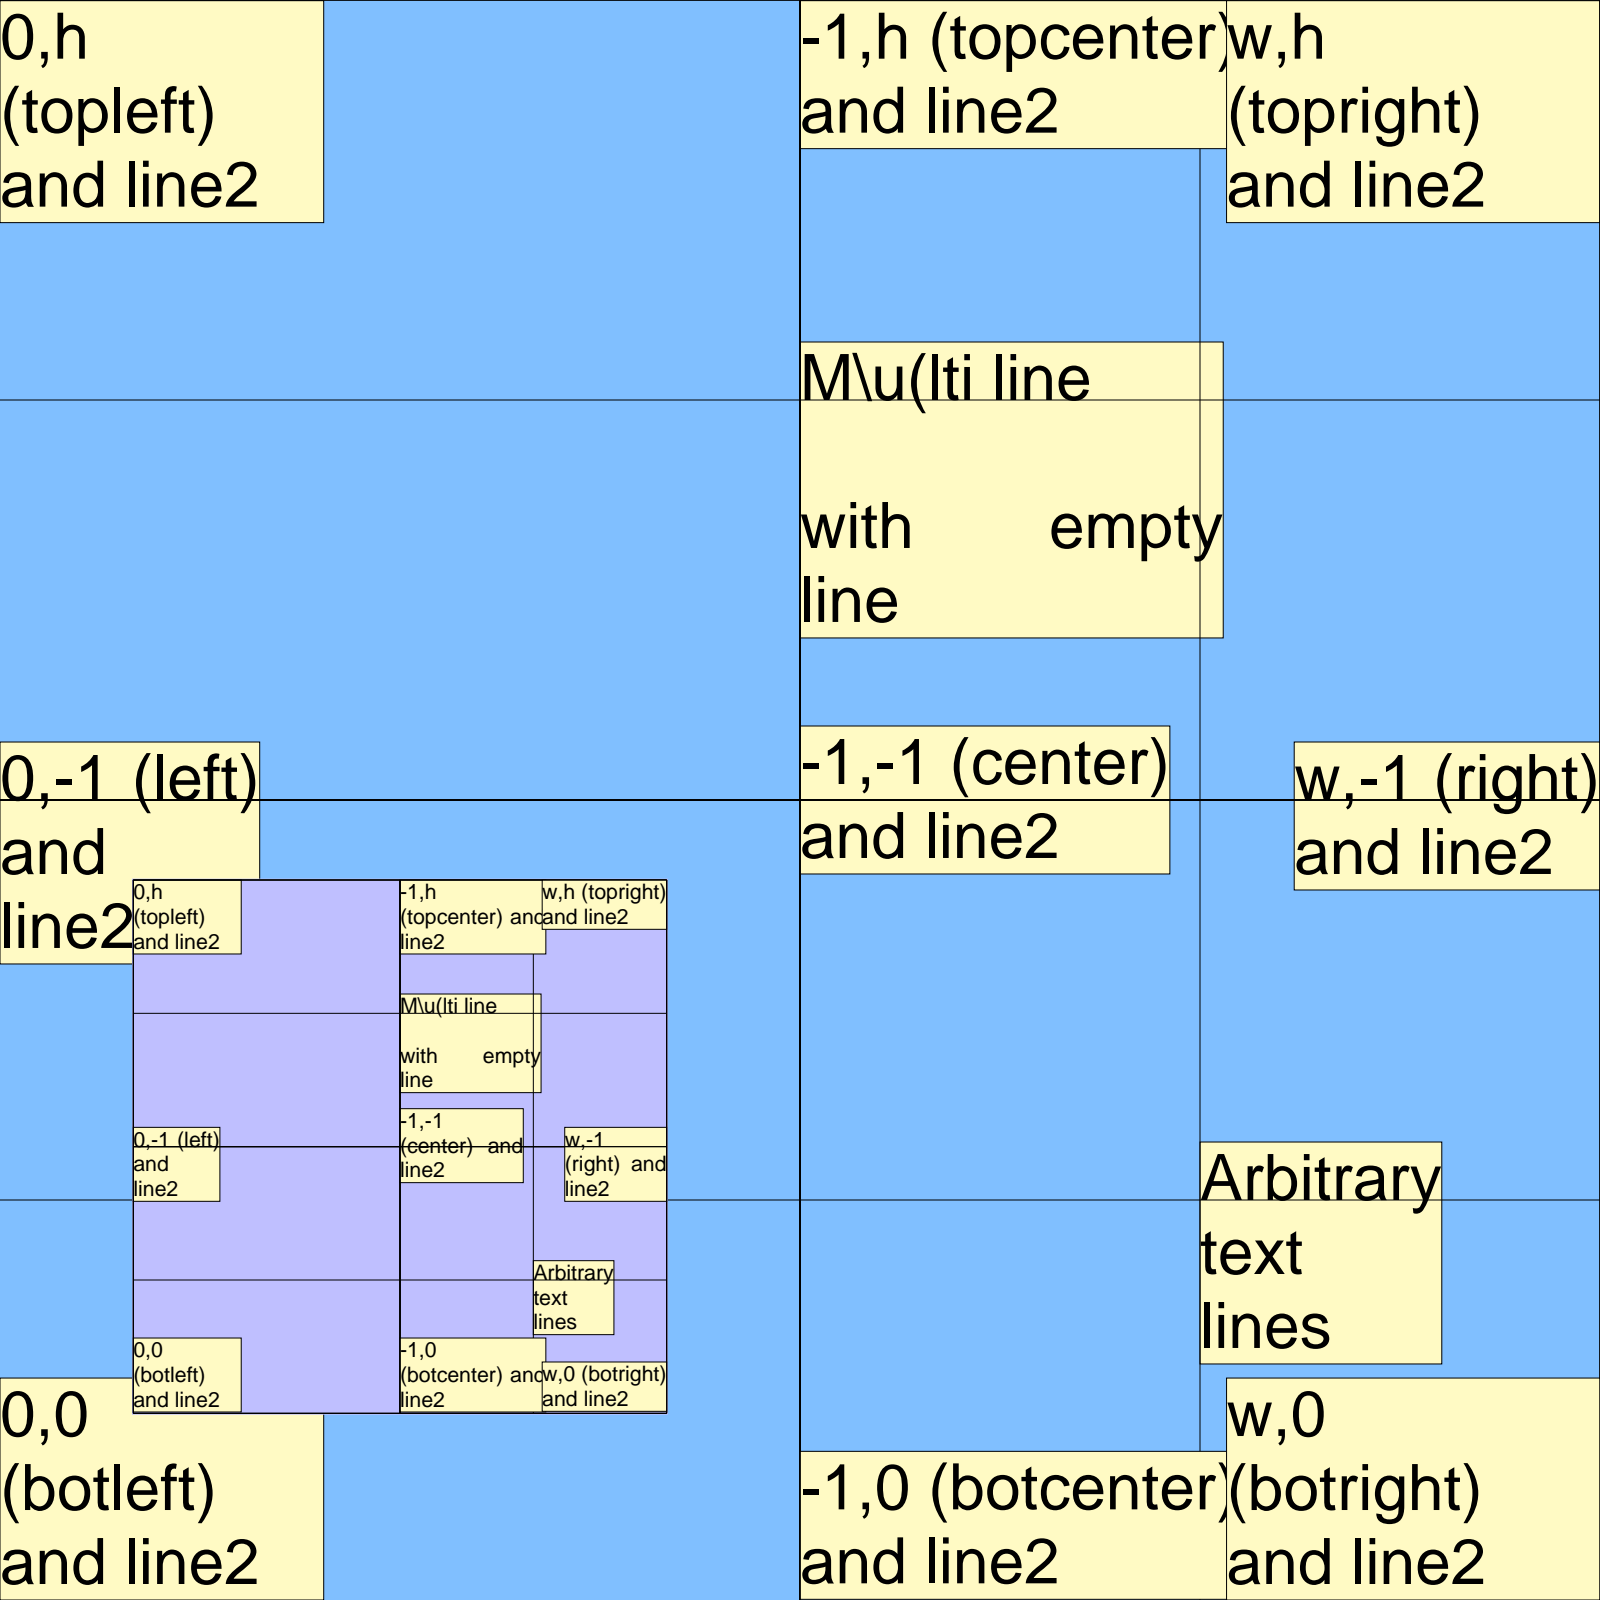 0,h
(topleft)
and line2
-1,h (topcenter)
and line2
w,h
(topright)
and line2
M\u(lti line
with empty
line
0,-1 (left)
and
line2
-1,-1 (center)
and line2
w,-1 (right)
and line2
0,h
(topleft)
and line2
-1,h
(topcenter) and
line2
w,h (topright)
and line2
M\u(lti line
with empty
line
0,-1 (left)
and
line2
-1,-1
(center) and
line2
w,-1
(right) and
line2
Arbitrary
text
lines
0,0
(botleft)
and line2
-1,0
(botcenter) and
line2
w,0 (botright)
and line2
Arbitrary
text
lines
0,0
(botleft)
and line2
-1,0 (botcenter)
and line2
w,0
(botright)
and line2